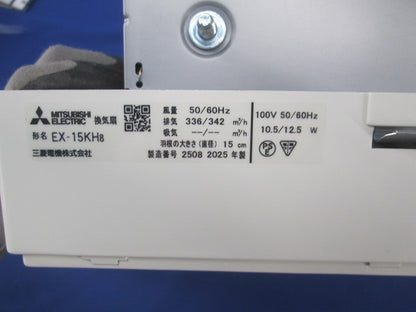 MITSUBISHI
ELECTRIC
換気扇
形名 EX-15KH8
三菱電機株式会社
風量 50/60Hz
排気 336/342 m³/h
吸気 --/-- m³/h
羽根の大きさ(直径) 15 cm
製造番号 2508 2025 年製
100V 50/60Hz
10.5/12.5 W
PS
E